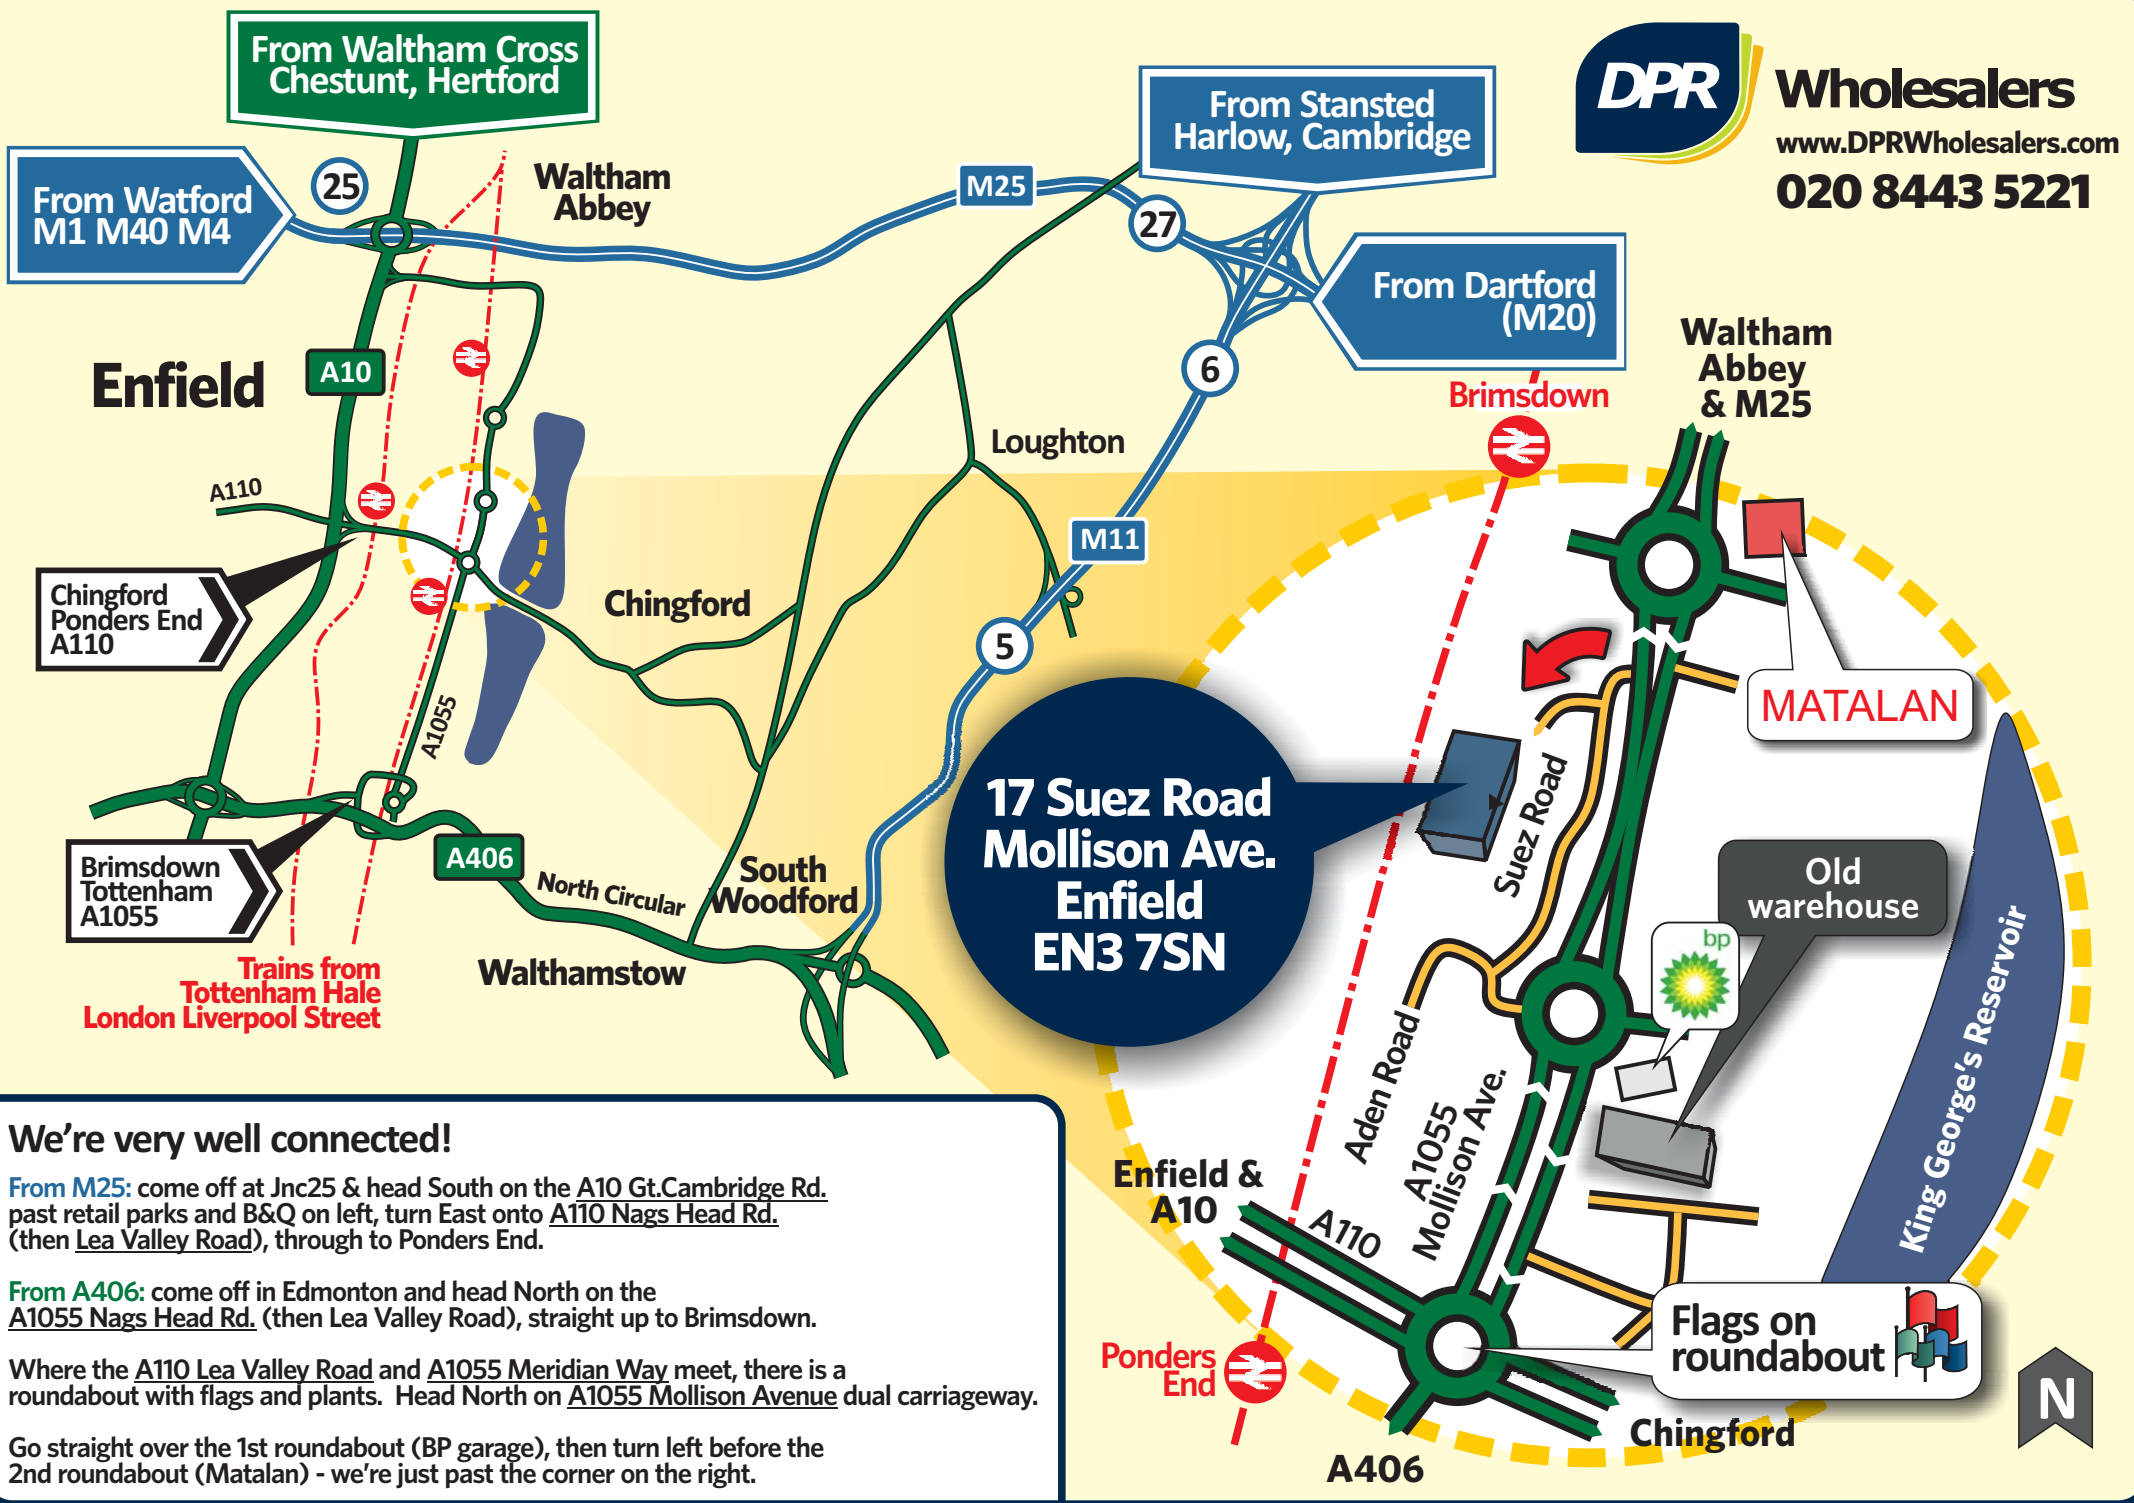 From Waltham Cross
Chestunt, Hertford
From Watford
M1 M40 M4
25
Waltham
Abbey
M25
From Stansted
Harlow, Cambridge
27
From Dartford
(M20)
DPR
Wholesalers
www.DPRWholesalers.com
020 8443 5221
Enfield
A10
6
Loughton
A110
M11
Chingford
Ponders End
A110
Chingford
5
A1055
Brimsdown
Tottenham
A1055
A406
North Circular
South
Woodford
Walthamstow
Trains from
Tottenham Hale
London Liverpool Street
17 Suez Road
Mollison Ave.
Enfield
EN3 7SN
Brimsdown
Waltham
Abbey
& M25
MATALAN
Suez Road
Old
warehouse
bp
King George's Reservoir
Aden Road
A1055
Mollison Ave.
Enfield &
A10
A110
Ponders
End
Flags on
roundabout
Chingford
A406
N
We're very well connected!
From M25: come off at Jnc25 & head South on the A10 Gt.Cambridge Rd.
past retail parks and B&Q on left, turn East onto A110 Nags Head Rd.
(then Lea Valley Road), through to Ponders End.
From A406: come off in Edmonton and head North on the
A1055 Nags Head Rd. (then Lea Valley Road), straight up to Brimsdown.
Where the A110 Lea Valley Road and A1055 Meridian Way meet, there is a
roundabout with flags and plants. Head North on A1055 Mollison Avenue dual carriageway.
Go straight over the 1st roundabout (BP garage), then turn left before the
2nd roundabout (Matalan) - we're just past the corner on the right.